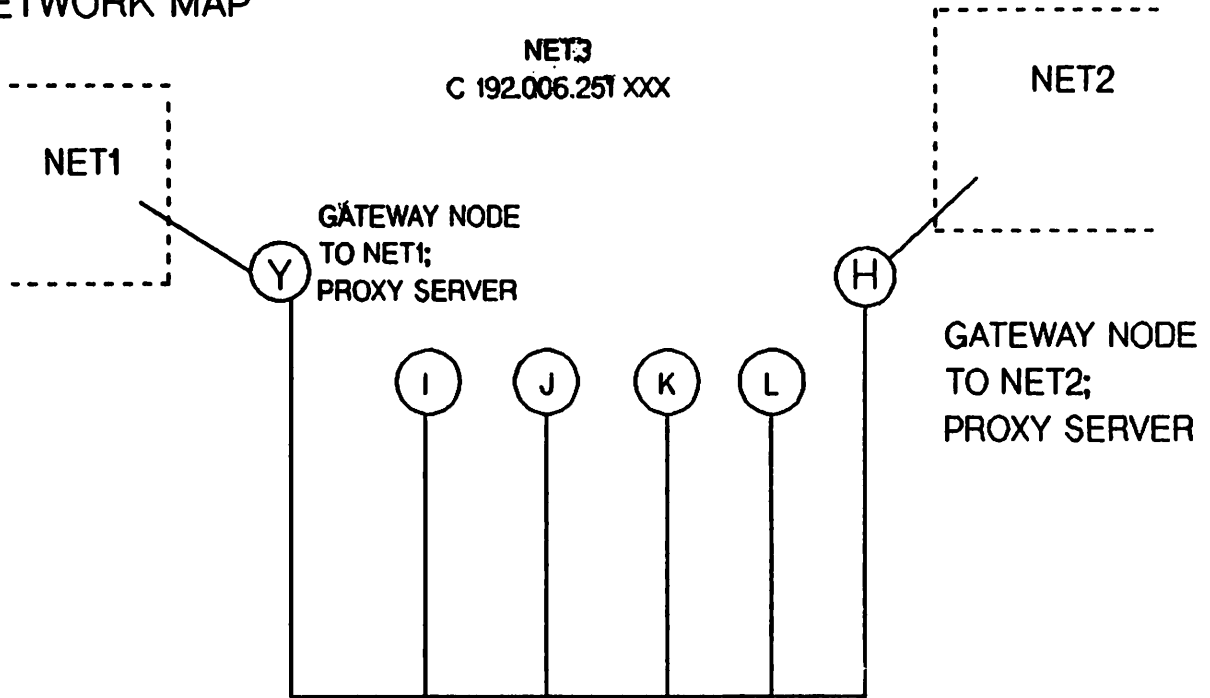 ETWORK MAP
NET3
C 192.006.251 XXX
NET2
NET1
GATEWAY NODE
TO NET1;
PROXY SERVER
Y
H
GATEWAY NODE
TO NET2;
PROXY SERVER
I
J
K
L